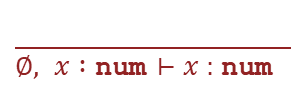 ∅, x : num ⊢ x : num